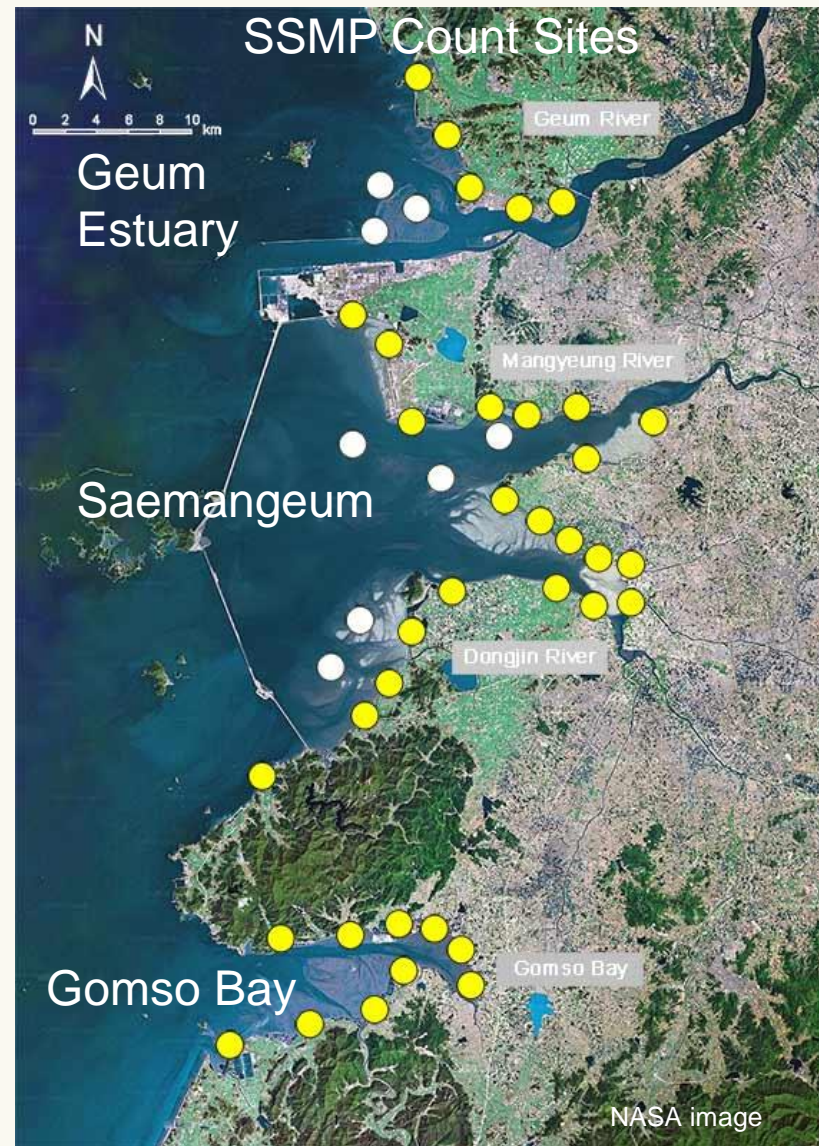 SSMP Count Sites
N
0 2 4 6 8 10
km
Geum River
Geum
Estuary
Mangyeung River
Saemangeum
Dongjin River
Gomso Bay
Gomso Bay
NASA image